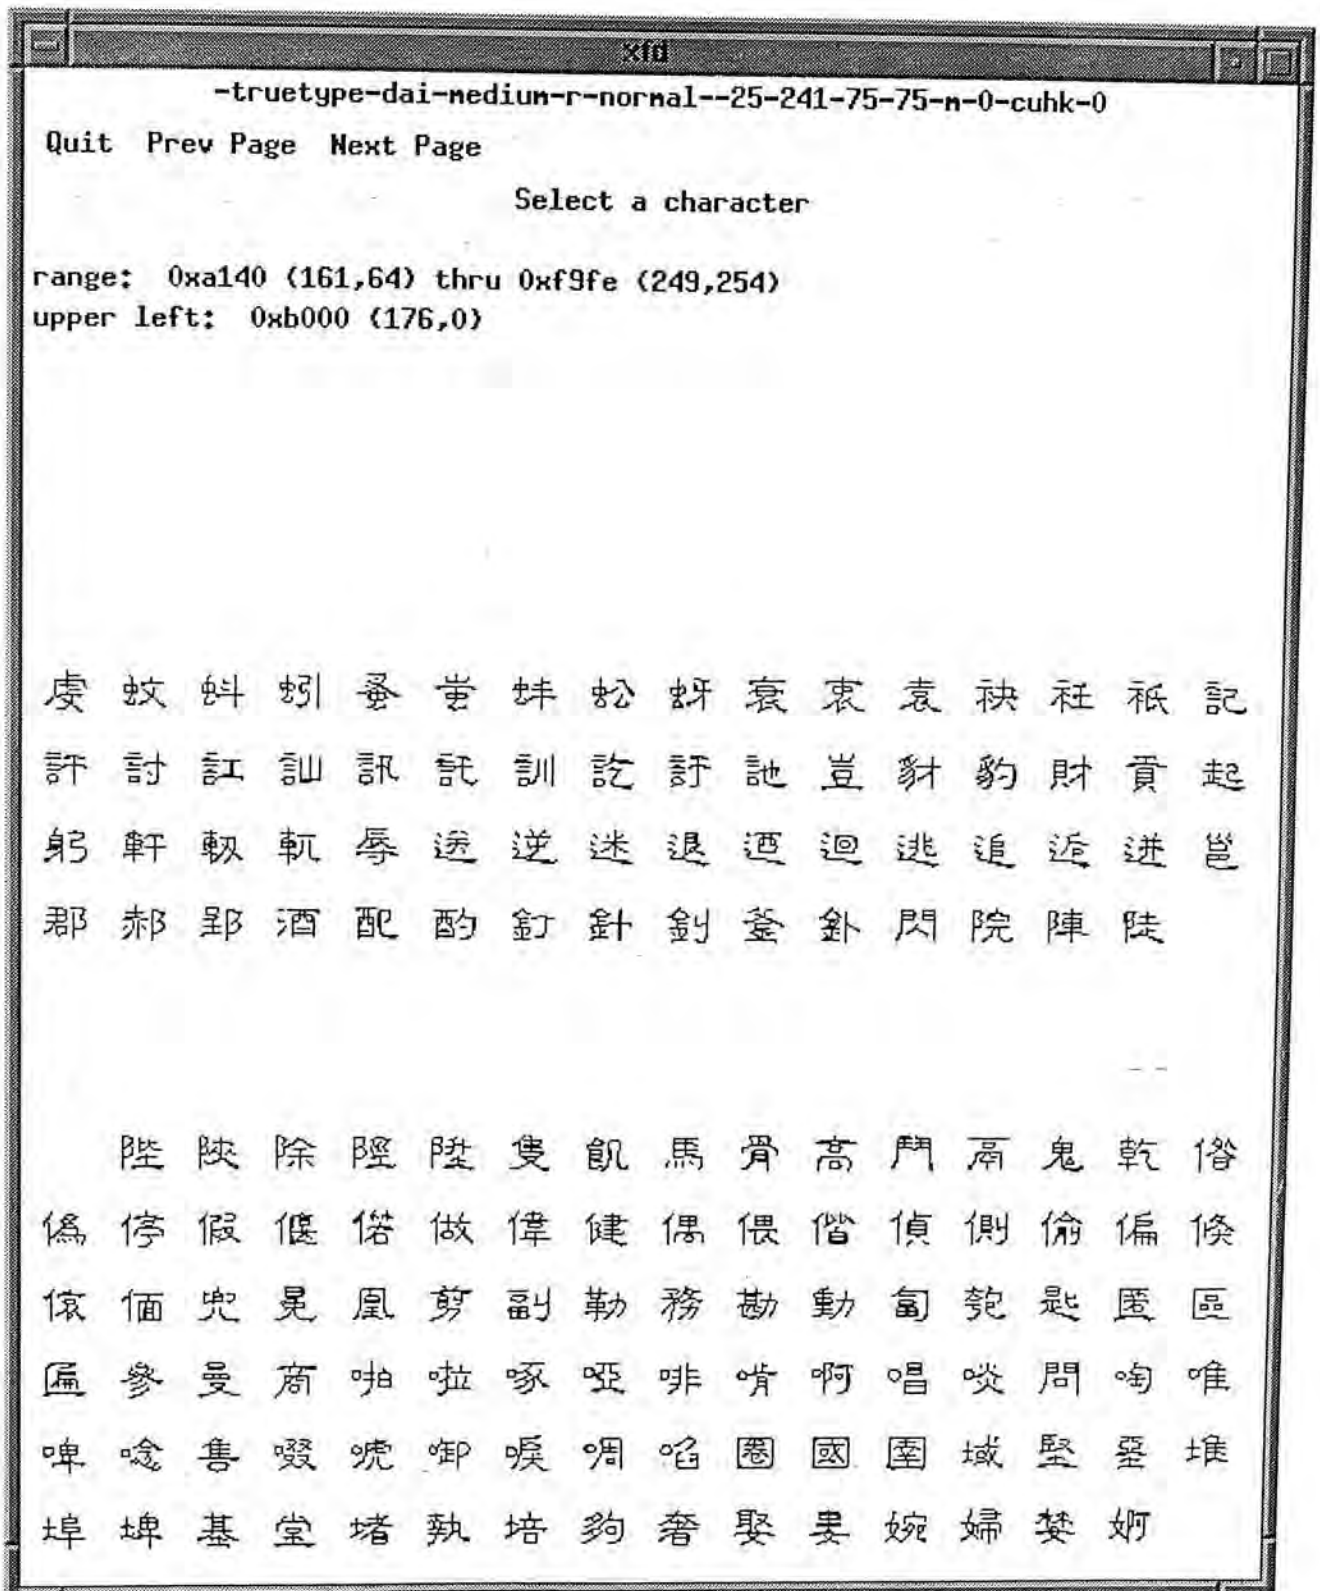 xfd
-truetype-dai-medium-r-normal--25-241-75-75-m-0-cuhk-0
Quit Prev Page Next Page
Select a character
range: 0xa140 (161,64) thru 0xf9fe (249,254)
upper left: 0xb000 (176,0)
虔 蚊 蚪 蚓 蚤 蚩 蚌 蚣 蚜 衰 衷 袁 袂 衽 衹 記
訐 討 訌 訕 訊 託 訓 訖 訏 訑 豈 豺 豹 財 貢 起
躬 軒 軔 軏 辱 送 逆 迷 退 迺 迴 逃 追 逅 迸 邕
郡 郝 郢 酒 配 酌 釘 針 釗 釜 釙 閃 院 陣 陡
陛 陝 除 陘 陞 隻 飢 馬 骨 高 鬥 鬲 鬼 乾 偺
偽 停 假 偃 偌 做 偉 健 偶 偎 偕 偵 側 偷 偏 倏
偯 偭 兜 冕 凰 剪 副 勒 務 勘 動 匐 匏 匙 匿 區
匾 參 曼 商 啪 啦 啄 啞 啡 啃 啊 唱 啖 問 啕 唯
啤 唸 售 啜 唬 啣 唳 啁 啗 圈 國 圉 域 堅 堊 堆
埠 埤 基 堂 堵 執 培 夠 奢 娶 婁 婉 婦 婪 婀